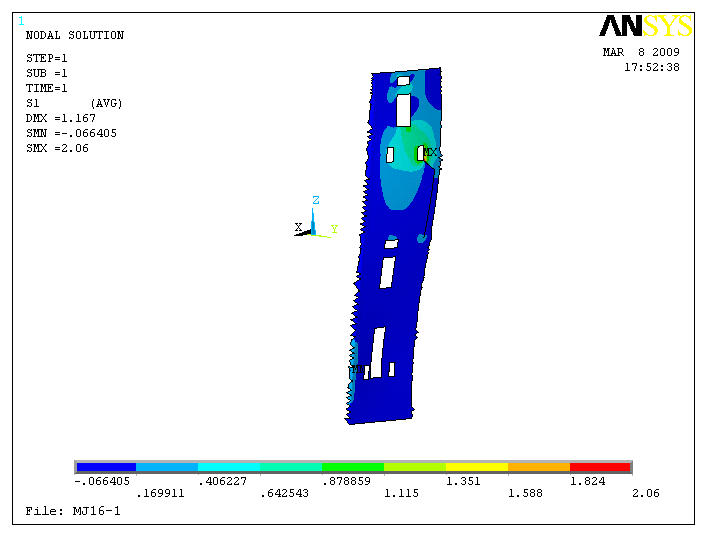 1
NODAL SOLUTION
STEP=1
SUB =1
TIME=1
S1 (AVG)
DMX =1.167
SMN =-.066405
SMX =2.06
ANSYS
MAR 8 2009
17:52:38
MX
Z
X
Y
MN
-.066405 .406227 .878859 1.351 1.824
.169911 .642543 1.115 1.588 2.06
File: MJ16-1